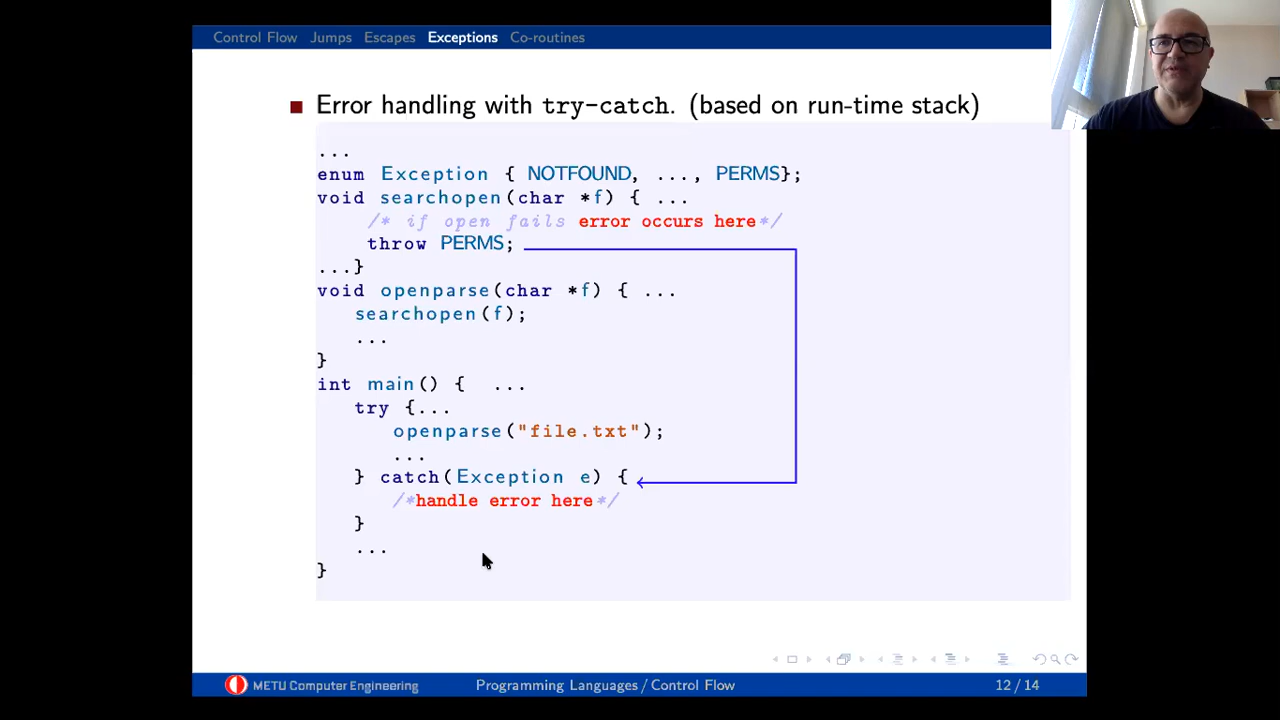 Control Flow Jumps Escapes Exceptions Co-routines
Error handling with try-catch. (based on run-time stack)
...
enum Exception { NOTFOUND, ..., PERMS};
void searchopen(char *f) { ...
/* if open fails error occurs here*/
throw PERMS;
...}
void openparse(char *f) { ...
searchopen(f);
...
}
int main() { ...
try {...
openparse("file.txt");
...
} catch(Exception e) {
/*handle error here*/
}
...
}
METU Computer Engineering Programming Languages / Control Flow 12 / 14